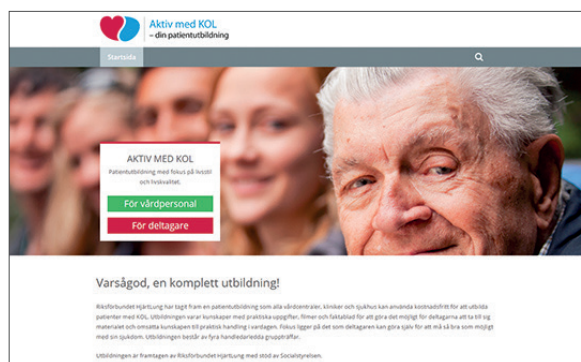 Aktiv med KOL
– din patientutbildning
Startsida
AKTIV MED KOL
Patientutbildning med fokus på livsstil
och livskvalitet.
För vårdpersonal
För deltagare
Varsågod, en komplett utbildning!
Riksförbundet HjärtLung har tagit fram en patientutbildning som alla vårdcentraler, kliniker och sjukhus kan använda kostnadsfritt för att utbilda
patienter med KOL. Utbildningen varvar kunskaper med praktiska uppgifter, filmer och faktablad för att göra det möjligt för deltagarna att ta till sig
materialet och omsätta kunskapen till praktisk handling i vardagen. Fokus ligger på det som deltagaren kan göra själv för att må så bra som möjligt
med sin sjukdom. Utbildningen består av fyra handledarledda gruppträffar.
Utbildningen är framtagen av Riksförbundet HjärtLung med stöd av Socialstyrelsen.